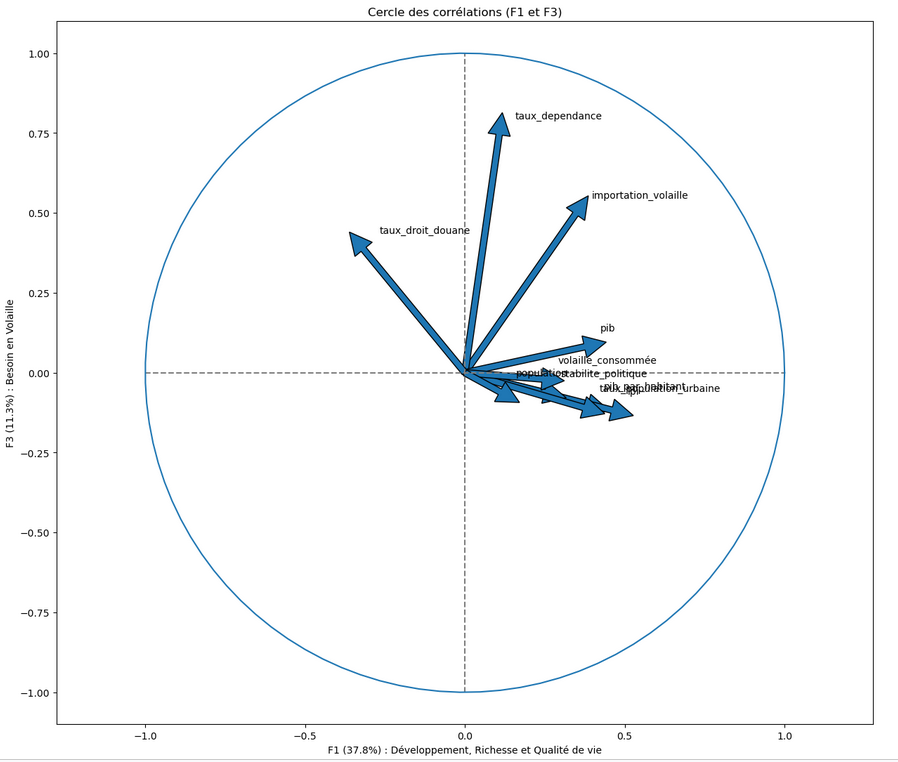 Cercle des corrélations (F1 et F3)
1.00
taux_dependance
0.75
importation_volaille
0.50
taux_droit_douane
0.25
pib
volaille_consommée
0.00
population
stabilite_politique
pib_par_habitant
taux_population_urbaine
−0.25
−0.50
−0.75
−1.00
−1.0
−0.5
0.0
0.5
1.0
F3 (11.3%) : Besoin en Volaille
F1 (37.8%) : Développement, Richesse et Qualité de vie